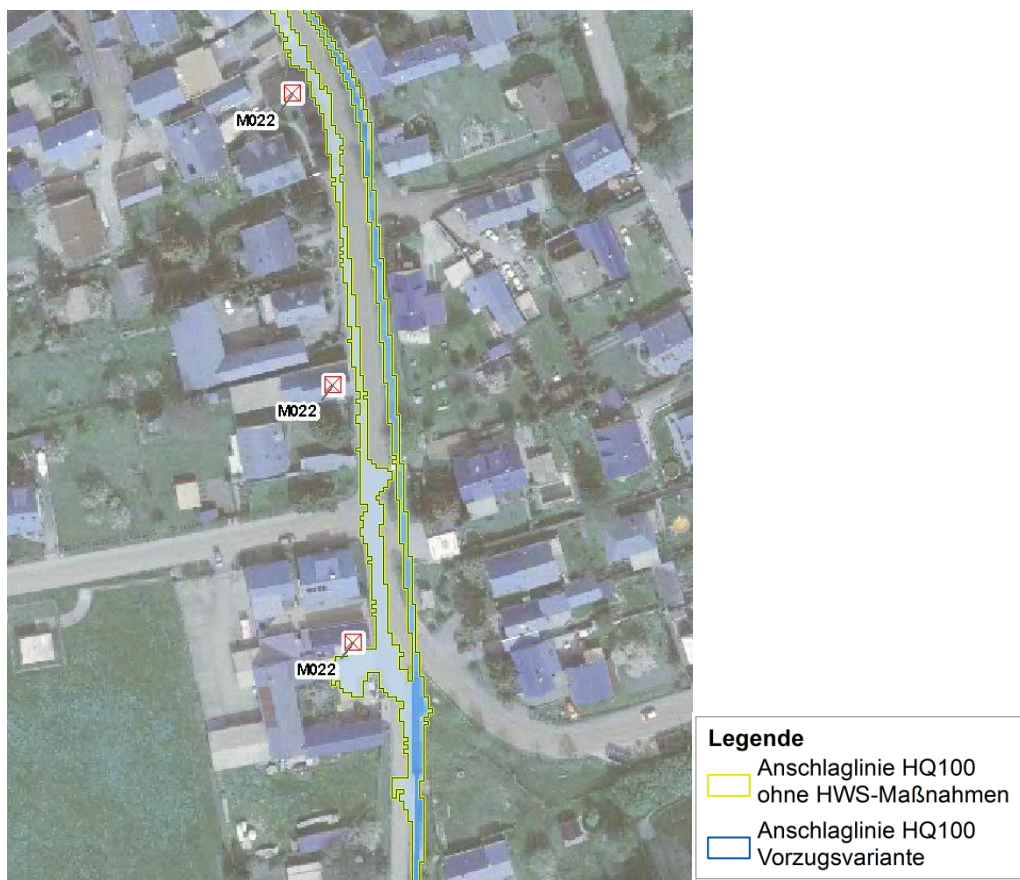 M022
M022
M022
Legende
Anschlaglinie HQ100
ohne HWS-Maßnahmen
Anschlaglinie HQ100
Vorzugsvariante